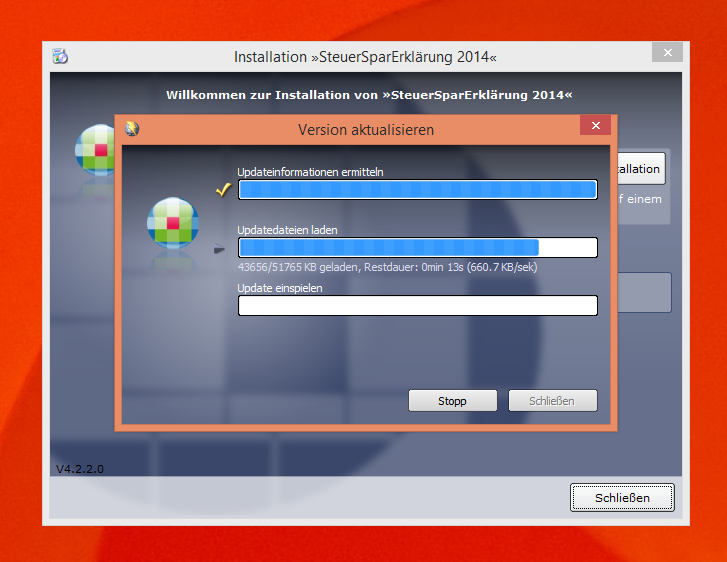 Installation »SteuerSparErklärung 2014«
Willkommen zur Installation von »SteuerSparErklärung 2014«
Version aktualisieren
Updateinformationen ermitteln
allation
f einem
Updatedateien laden
43656/51765 KB geladen, Restdauer: 0min 13s (660.7 KB/sek)
Update einspielen
Stopp
Schließen
V4.2.2.0
Schließen